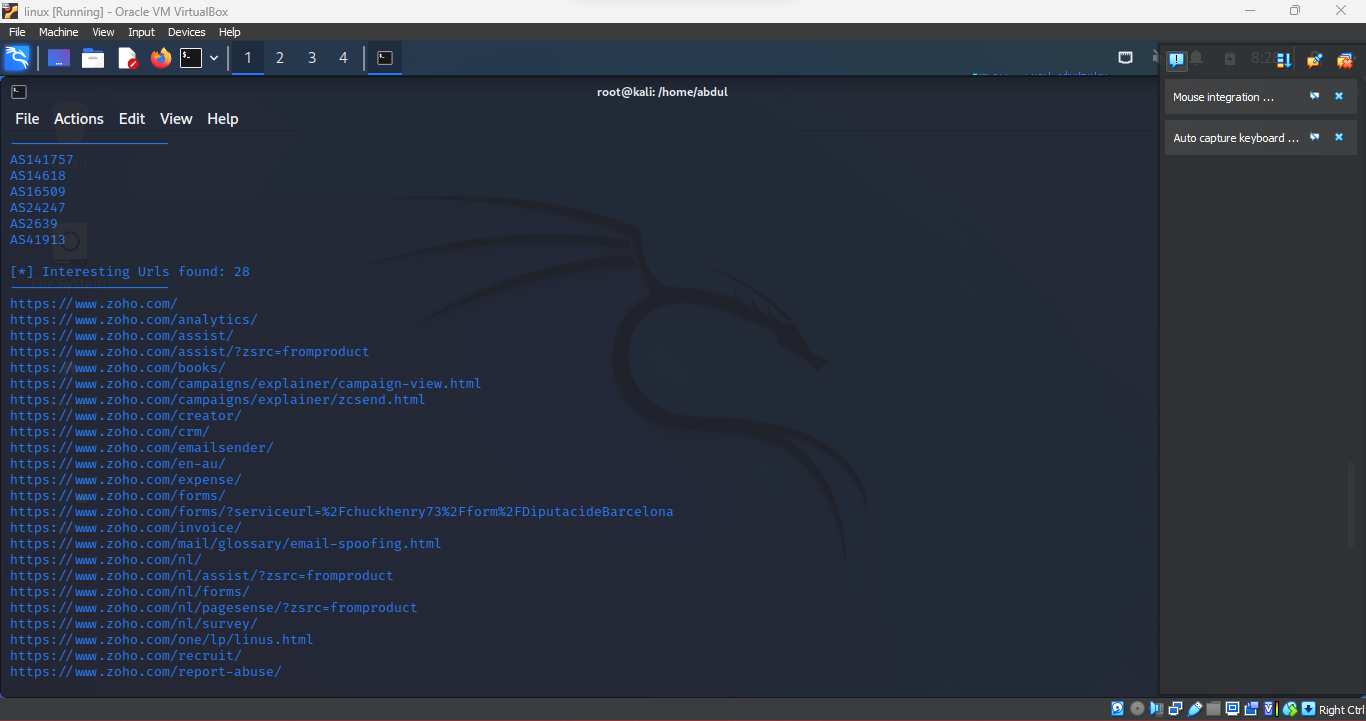 linux [Running] - Oracle VM VirtualBox
File Machine View Input Devices Help
1 2 3 4
8:2
root@kali: /home/abdul
Mouse integration ...
File Actions Edit View Help
Auto capture keyboard ...
AS141757
AS14618
AS16509
AS24247
AS2639
AS41913
[*] Interesting Urls found: 28
https://www.zoho.com/
https://www.zoho.com/analytics/
https://www.zoho.com/assist/
https://www.zoho.com/assist/?zsrc=fromproduct
https://www.zoho.com/books/
https://www.zoho.com/campaigns/explainer/campaign-view.html
https://www.zoho.com/campaigns/explainer/zcsend.html
https://www.zoho.com/creator/
https://www.zoho.com/crm/
https://www.zoho.com/emailsender/
https://www.zoho.com/en-au/
https://www.zoho.com/expense/
https://www.zoho.com/forms/
https://www.zoho.com/forms/?serviceurl=%2Fchuckhenry73%2Fform%2FDiputacideBarcelona
https://www.zoho.com/invoice/
https://www.zoho.com/mail/glossary/email-spoofing.html
https://www.zoho.com/nl/
https://www.zoho.com/nl/assist/?zsrc=fromproduct
https://www.zoho.com/nl/forms/
https://www.zoho.com/nl/pagesense/?zsrc=fromproduct
https://www.zoho.com/nl/survey/
https://www.zoho.com/one/lp/linus.html
https://www.zoho.com/recruit/
https://www.zoho.com/report-abuse/
Right Ctrl